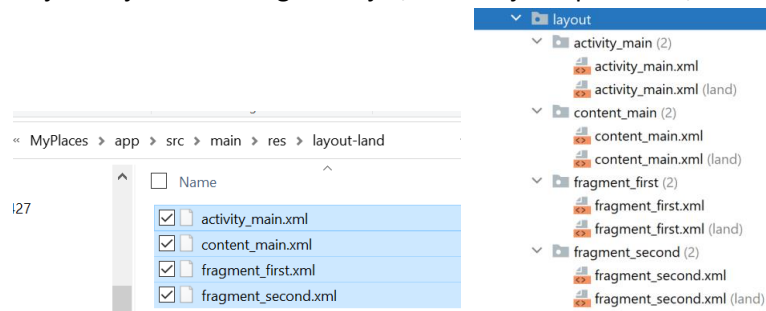 layout
activity_main (2)
activity_main.xml
activity_main.xml (land)
content_main (2)
content_main.xml
content_main.xml (land)
fragment_first (2)
fragment_first.xml
fragment_first.xml (land)
fragment_second (2)
fragment_second.xml
fragment_second.xml (land)
« MyPlaces > app > src > main > res > layout-land
Name
427
activity_main.xml
content_main.xml
fragment_first.xml
fragment_second.xml